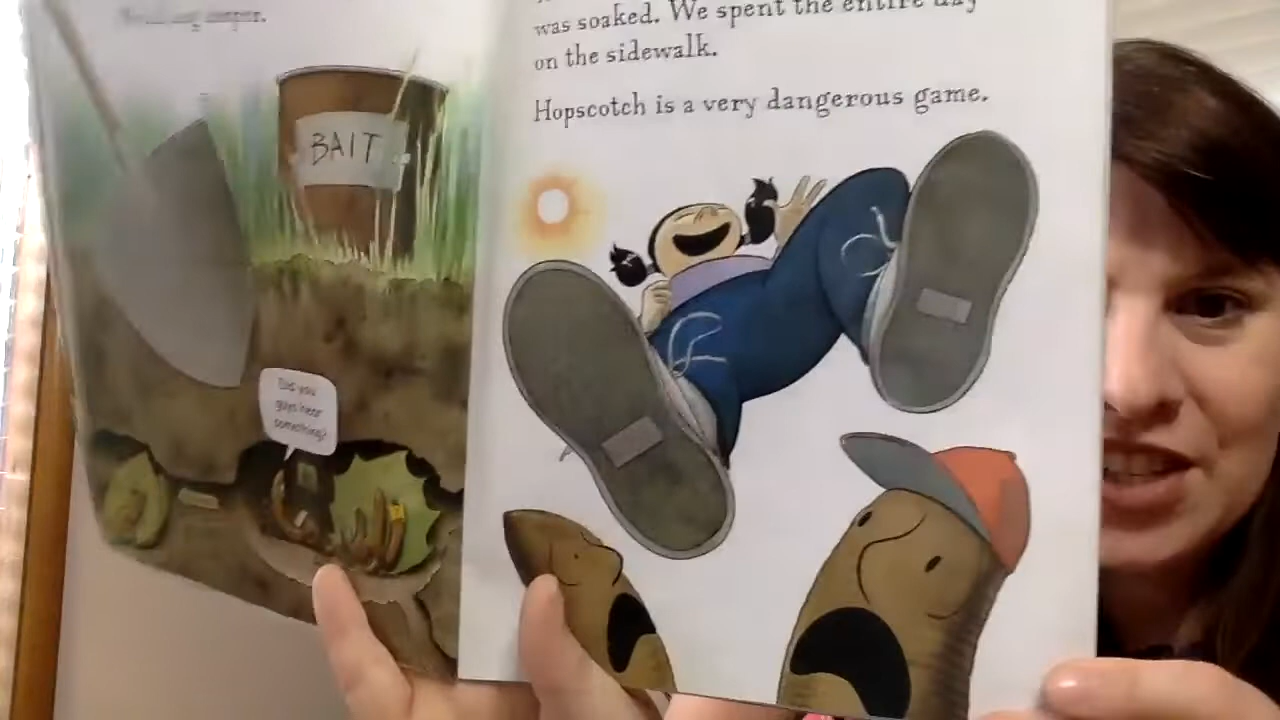 BAIT
Did you
guys hear
something?
was soaked. We spent the entire day
on the sidewalk.
Hopscotch is a very dangerous game.